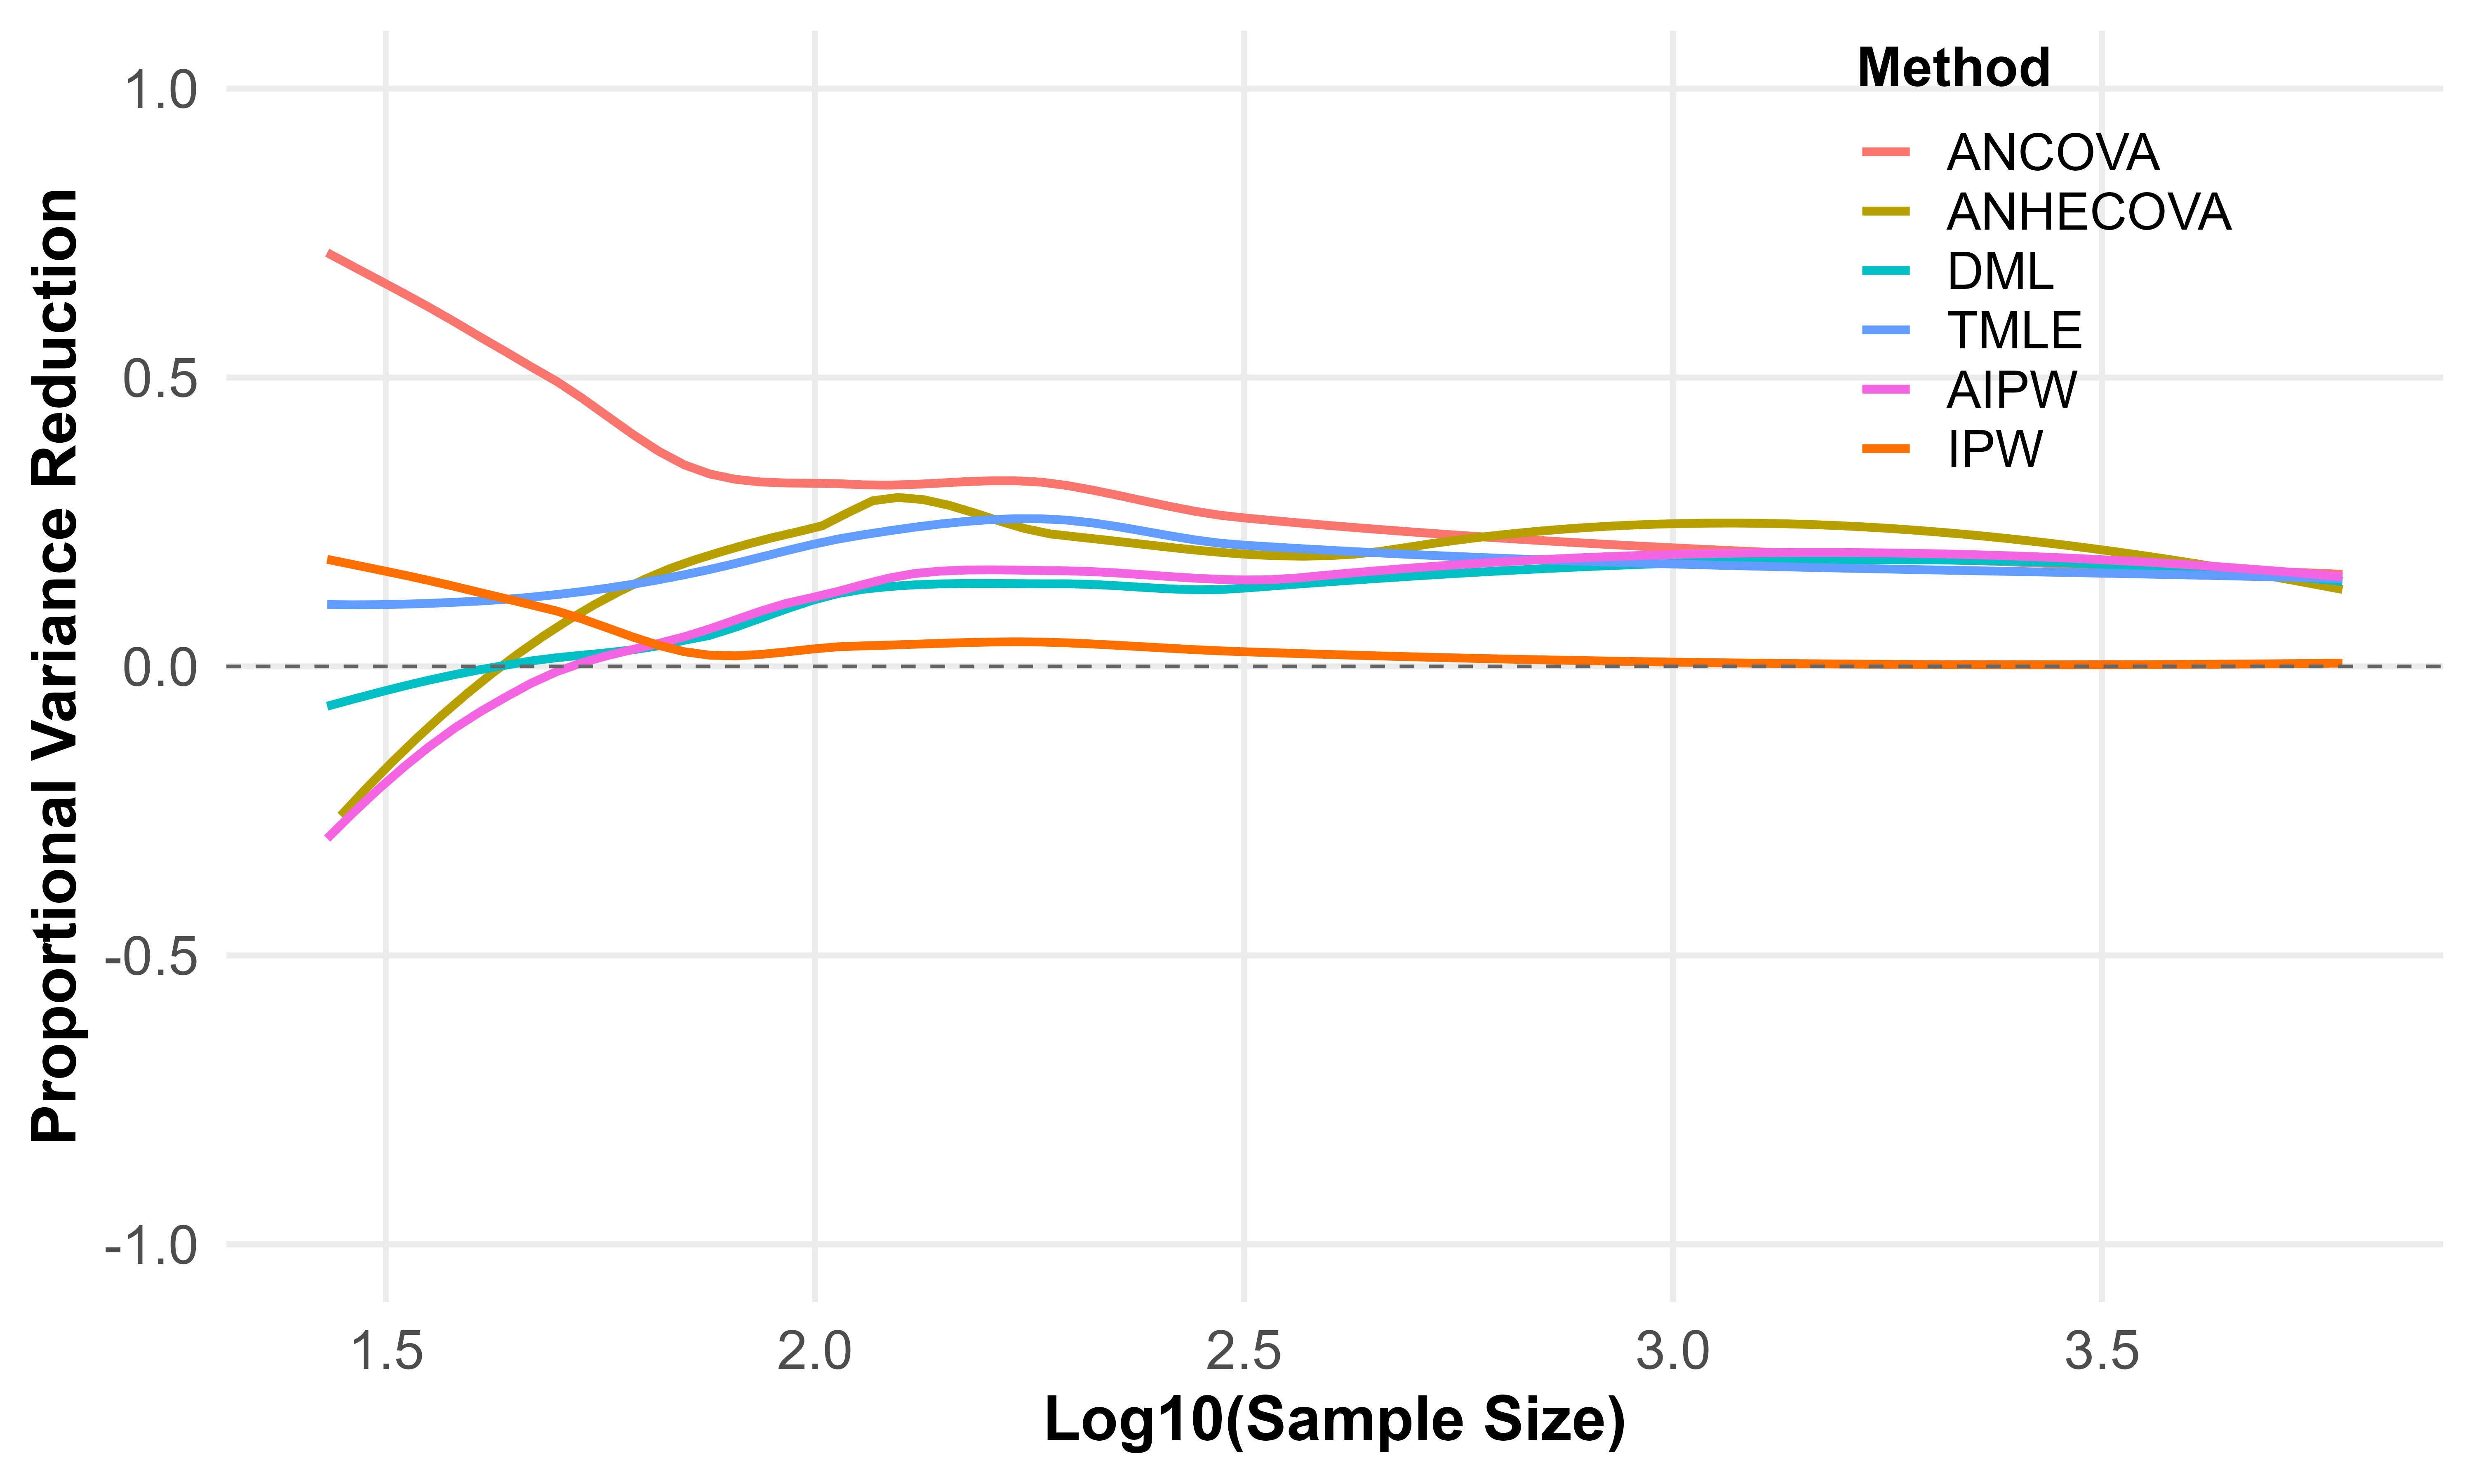 Proportional Variance Reduction
1.0
0.5
0.0
-0.5
-1.0
Method
ANCOVA
ANHECOVA
DML
TMLE
AIPW
IPW
1.5
2.0
2.5
3.0
3.5
Log10(Sample Size)